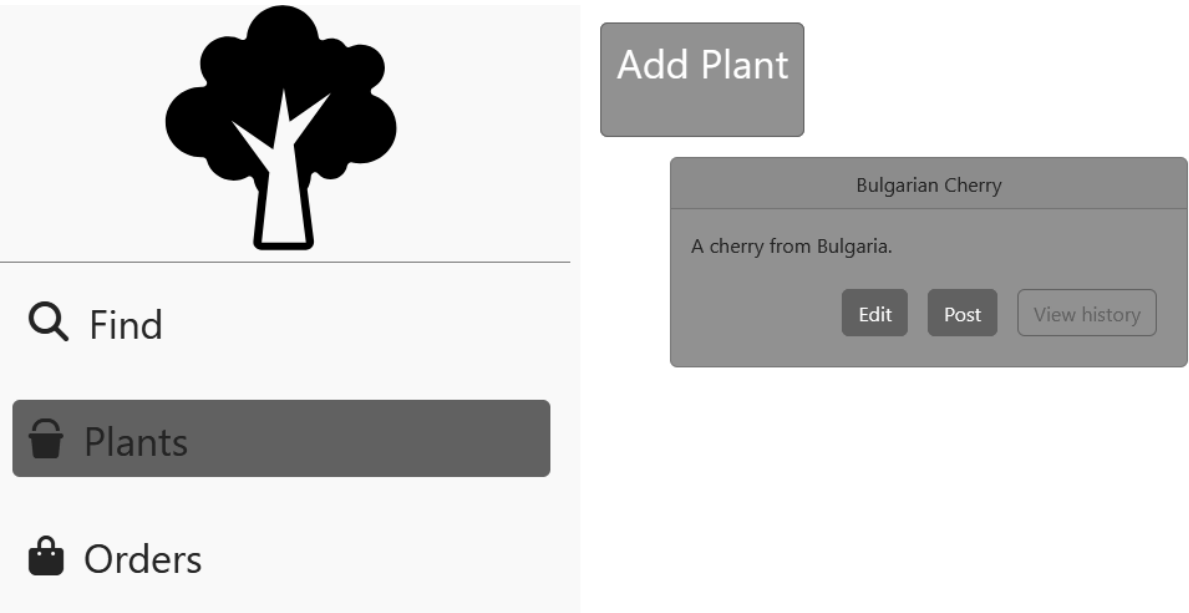 Find
Plants
Orders
Add Plant
Bulgarian Cherry
A cherry from Bulgaria.
Edit
Post
View history